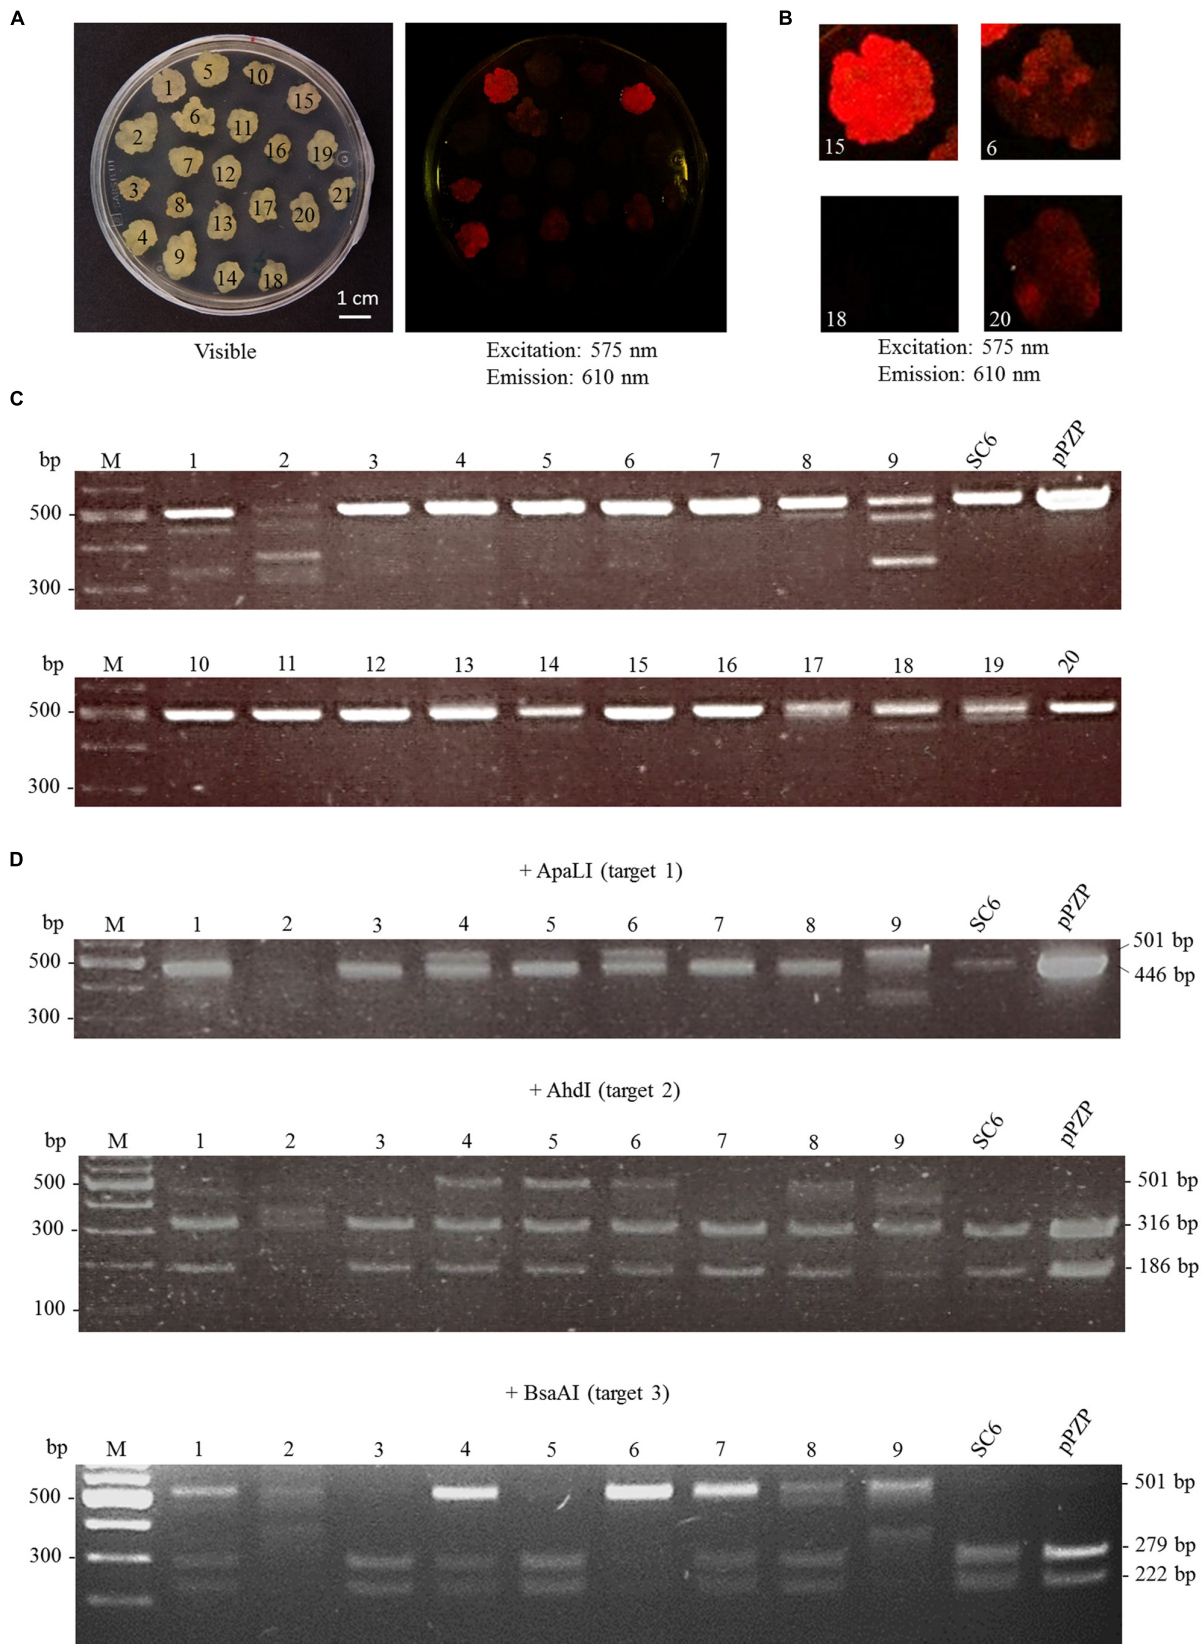 A
B
1 5 10 15
2 6 11 16 19
3 7 12
8 13 17 20 21
4 9 14 18
1 cm
Visible
Excitation: 575 nm
Emission: 610 nm
15 6
18 20
Excitation: 575 nm
Emission: 610 nm
C
bp M 1 2 3 4 5 6 7 8 9 SC6 pPZP
500 -
300 -
bp M 10 11 12 13 14 15 16 17 18 19 20
500 -
300 -
D
+ ApaLI (target 1)
bp M 1 2 3 4 5 6 7 8 9 SC6 pPZP
500 - 501 bp
446 bp
300 -
+ AhdI (target 2)
bp M 1 2 3 4 5 6 7 8 9 SC6 pPZP
500 - - 501 bp
300 - - 316 bp
- 186 bp
100 -
+ BsaAI (target 3)
bp M 1 2 3 4 5 6 7 8 9 SC6 pPZP
500 - - 501 bp
300 - - 279 bp
- 222 bp